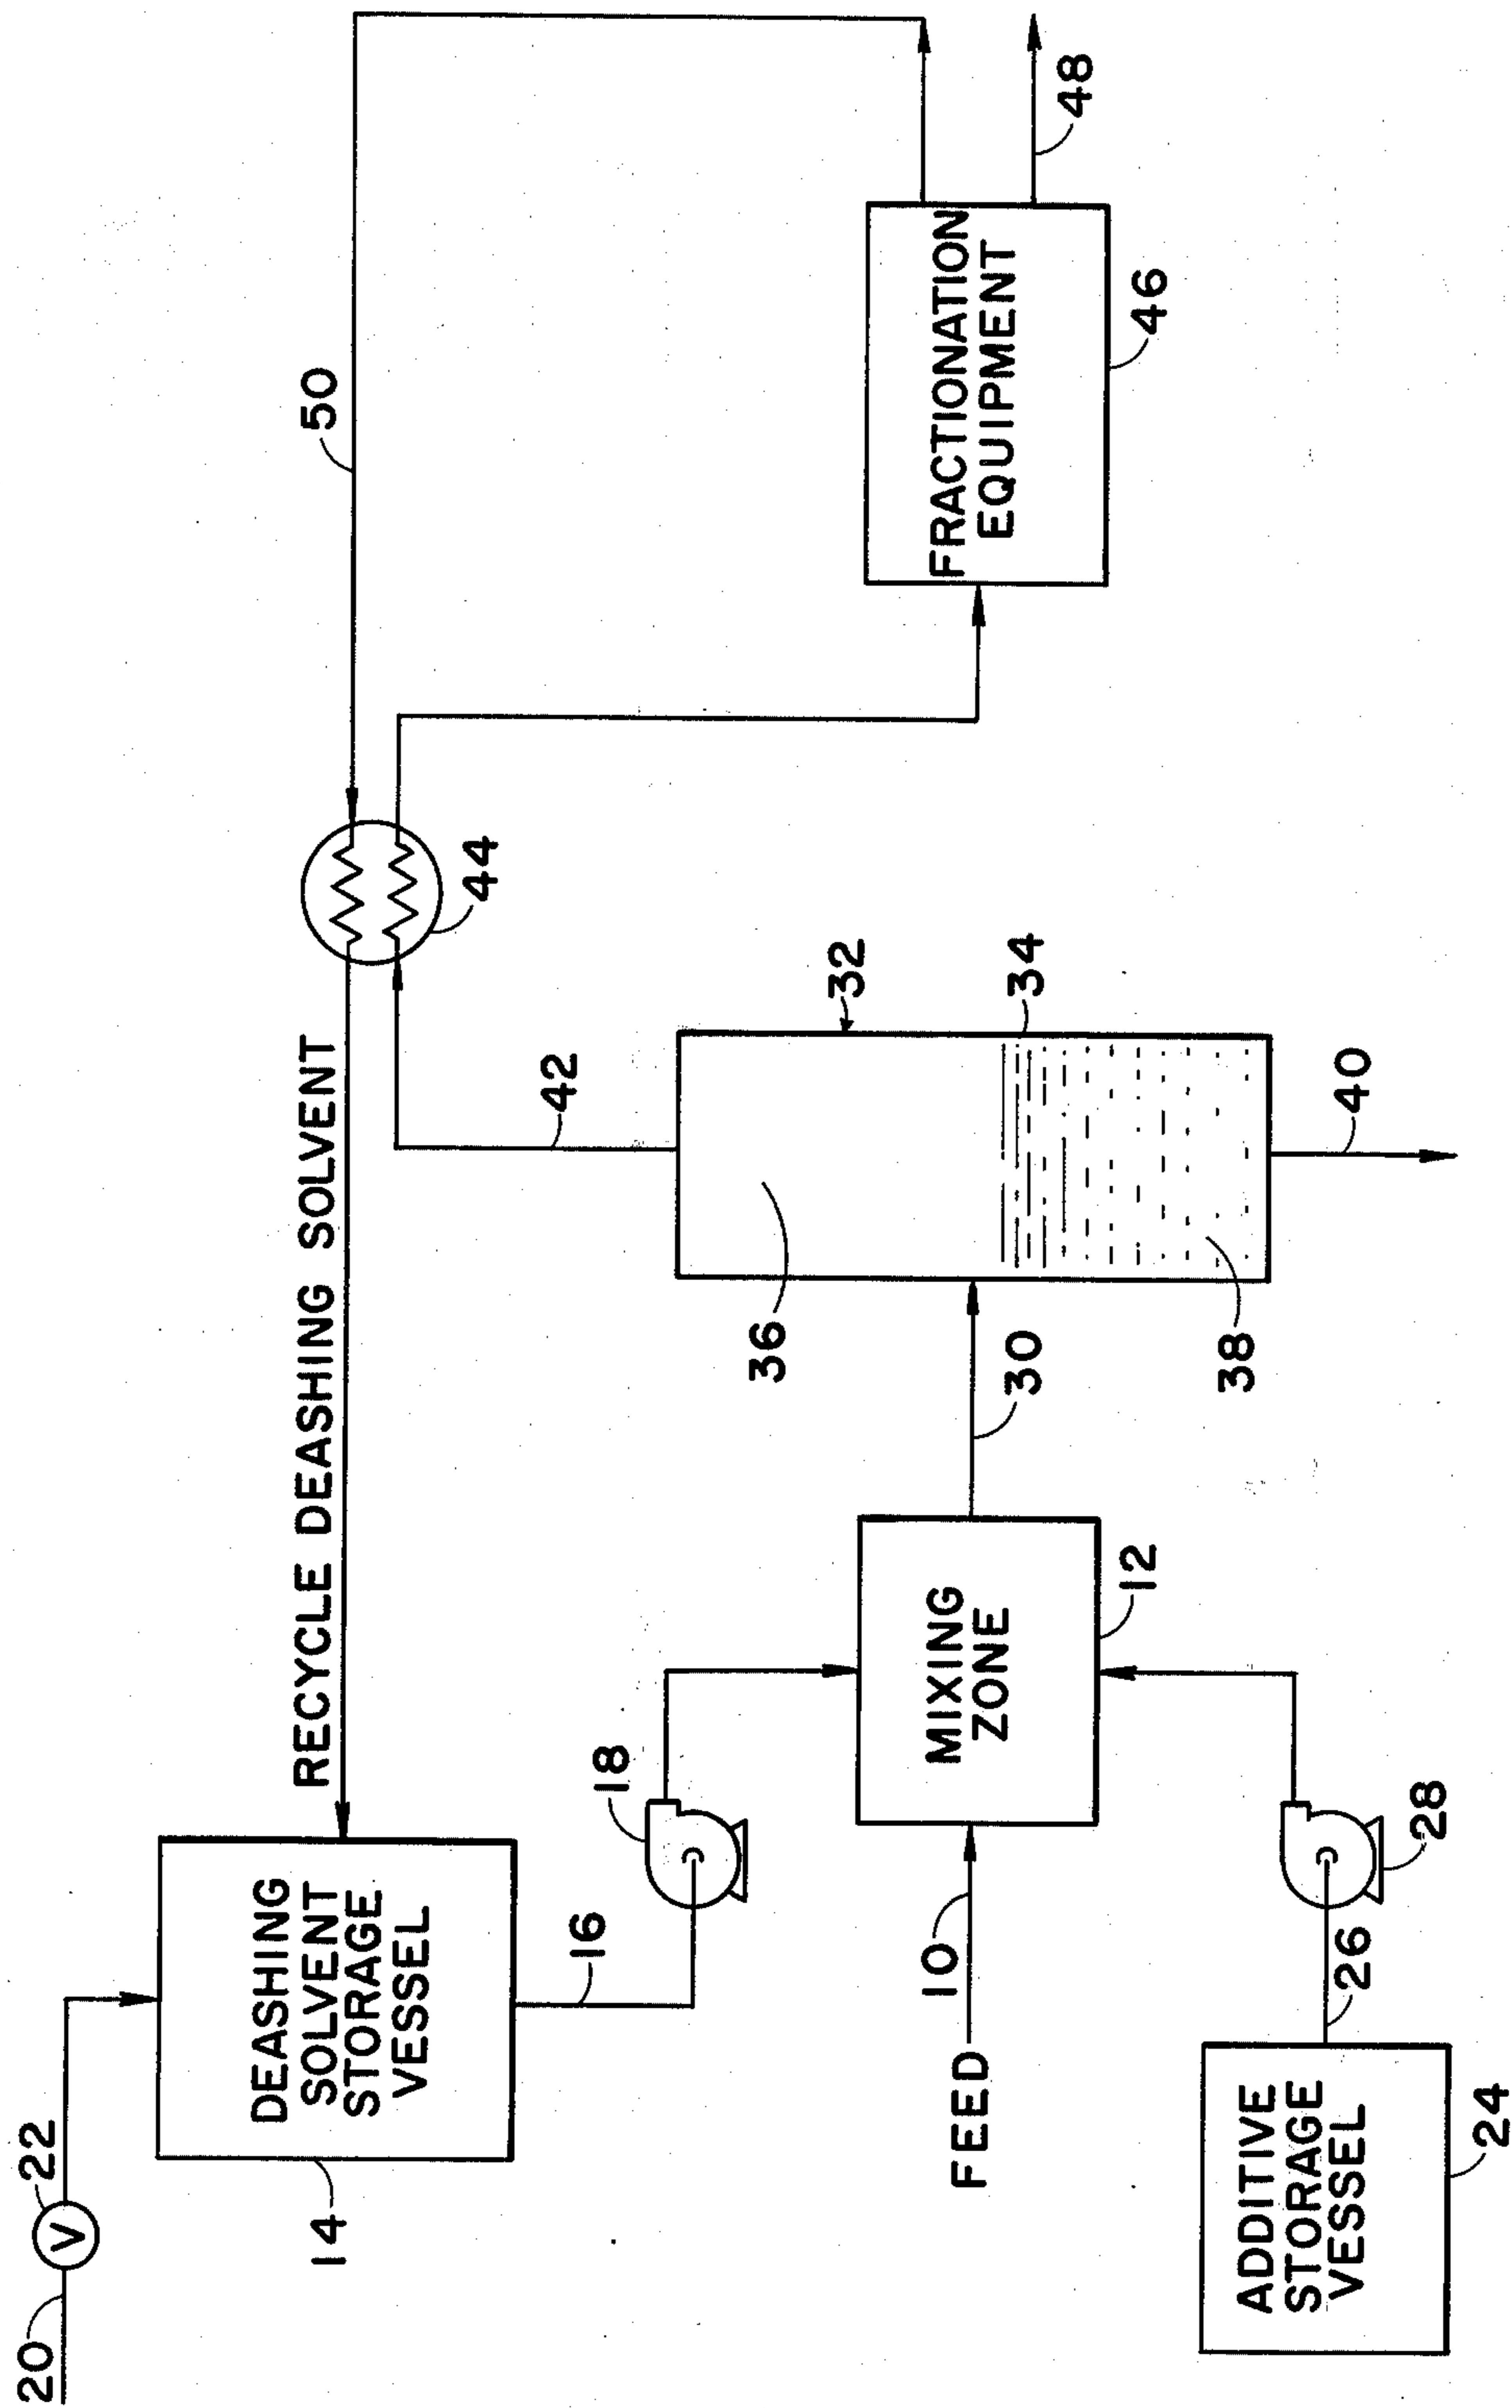 20
22
V
14
DEASHING
SOLVENT
STORAGE
VESSEL
RECYCLE DEASHING SOLVENT
50
16
18
42
44
FEED
10
MIXING
ZONE
12
30
36
38
32
34
40
FRACTIONATION
EQUIPMENT
46
48
ADDITIVE
STORAGE
VESSEL
24
26
28